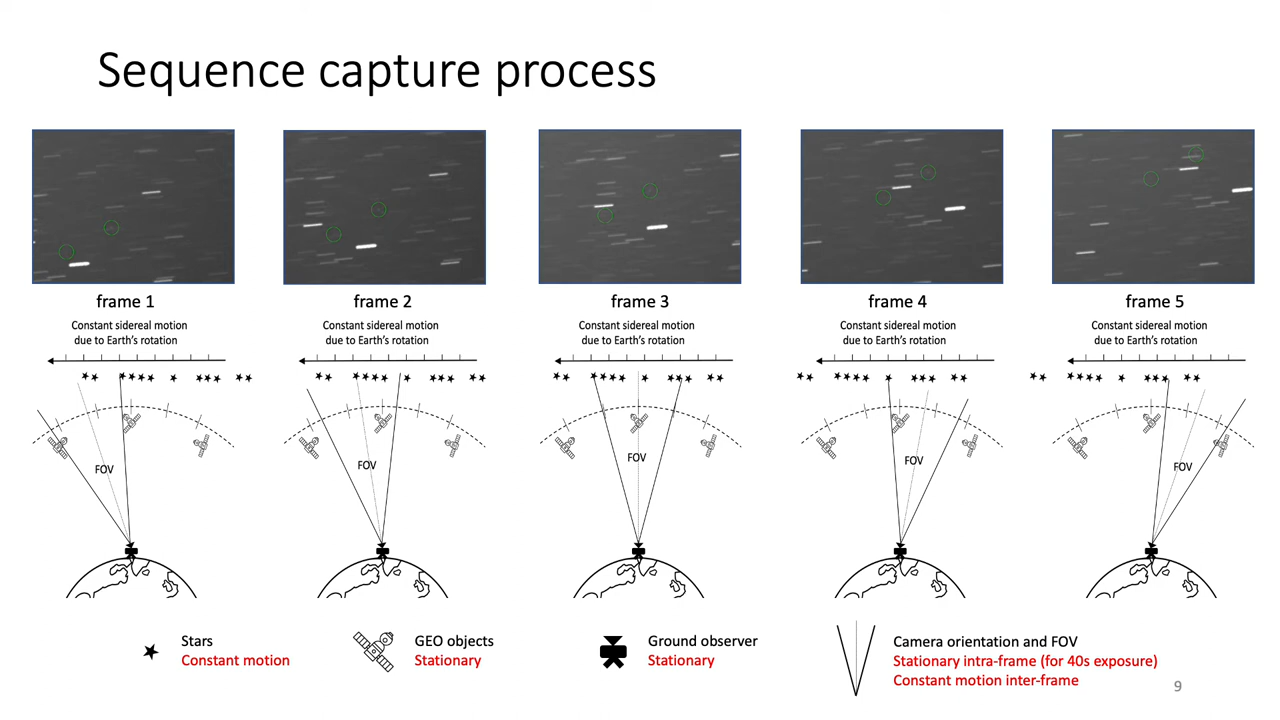 Sequence capture process
frame 1
Constant sidereal motion
due to Earth's rotation
FOV
frame 2
Constant sidereal motion
due to Earth's rotation
FOV
frame 3
Constant sidereal motion
due to Earth's rotation
FOV
frame 4
Constant sidereal motion
due to Earth's rotation
FOV
frame 5
Constant sidereal motion
due to Earth's rotation
FOV
Stars
Constant motion
GEO objects
Stationary
Ground observer
Stationary
Camera orientation and FOV
Stationary intra-frame (for 40s exposure)
Constant motion inter-frame
9